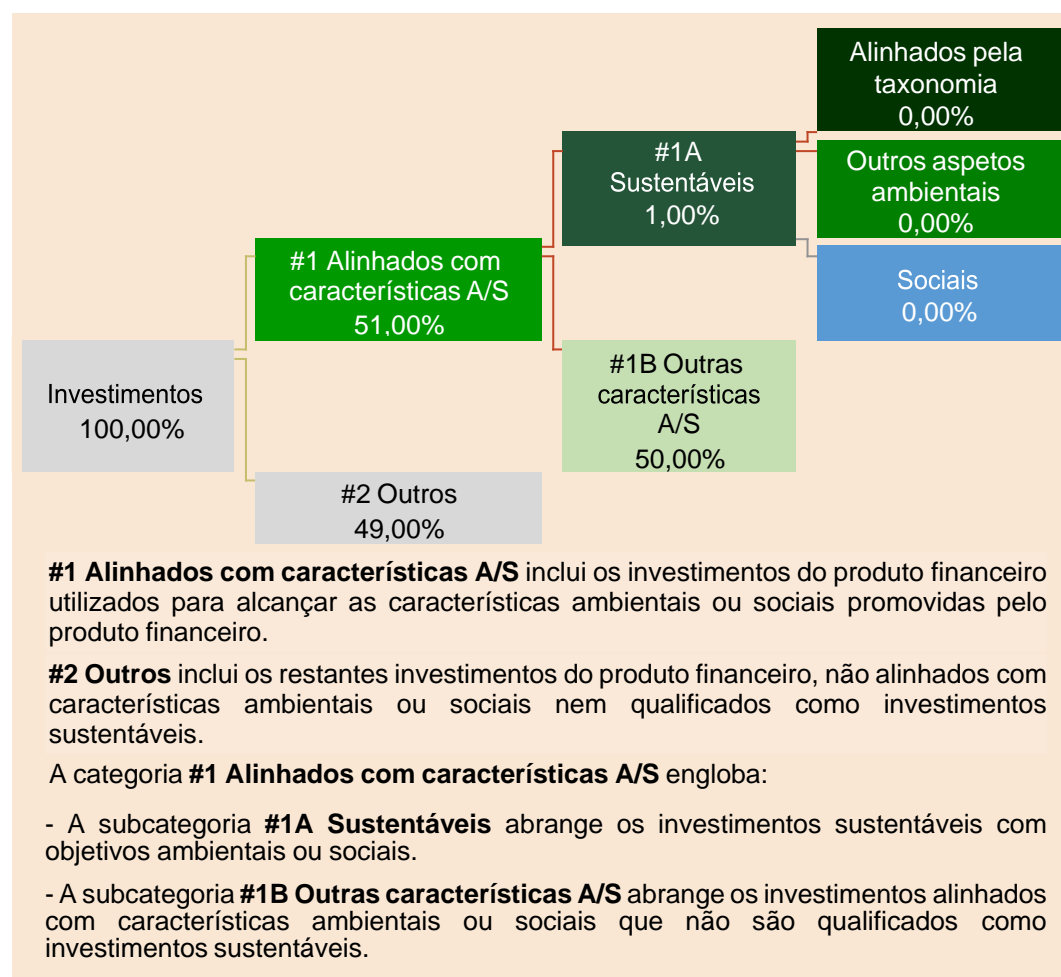 Alinhados pela
taxonomia
0,00%
#1A
Sustentáveis
1,00%
Outros aspetos
ambientais
0,00%
#1 Alinhados com
características A/S
51,00%
Sociais
0,00%
Investimentos
100,00%
#1B Outras
características
A/S
50,00%
#2 Outros
49,00%
#1 Alinhados com características A/S inclui os investimentos do produto financeiro
utilizados para alcançar as características ambientais ou sociais promovidas pelo
produto financeiro.
#2 Outros inclui os restantes investimentos do produto financeiro, não alinhados com
características ambientais ou sociais nem qualificados como investimentos
sustentáveis.
A categoria #1 Alinhados com características A/S engloba:
- A subcategoria #1A Sustentáveis abrange os investimentos sustentáveis com
objetivos ambientais ou sociais.
- A subcategoria #1B Outras características A/S abrange os investimentos alinhados
com características ambientais ou sociais que não são qualificados como
investimentos sustentáveis.